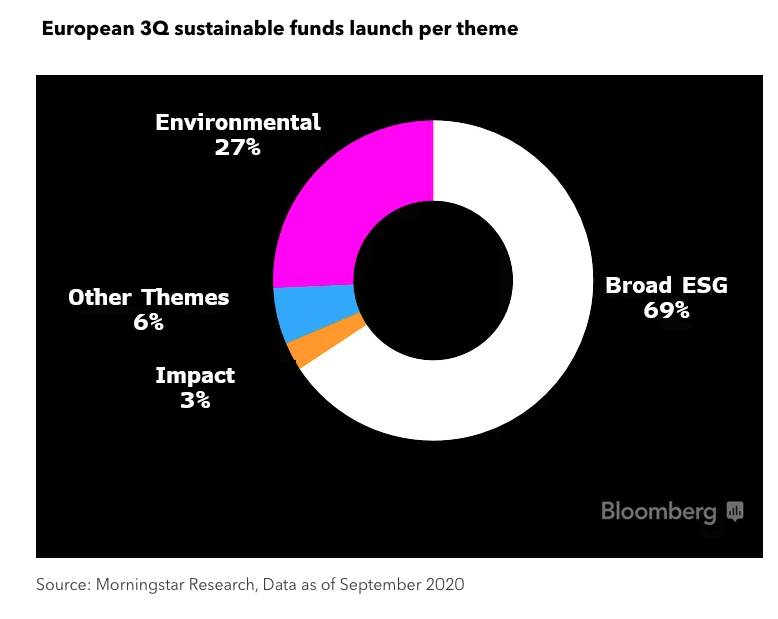 European 3Q sustainable funds launch per theme
Environmental
27%
Broad ESG
69%
Other Themes
6%
Impact
3%
Bloomberg
Source: Morningstar Research, Data as of September 2020